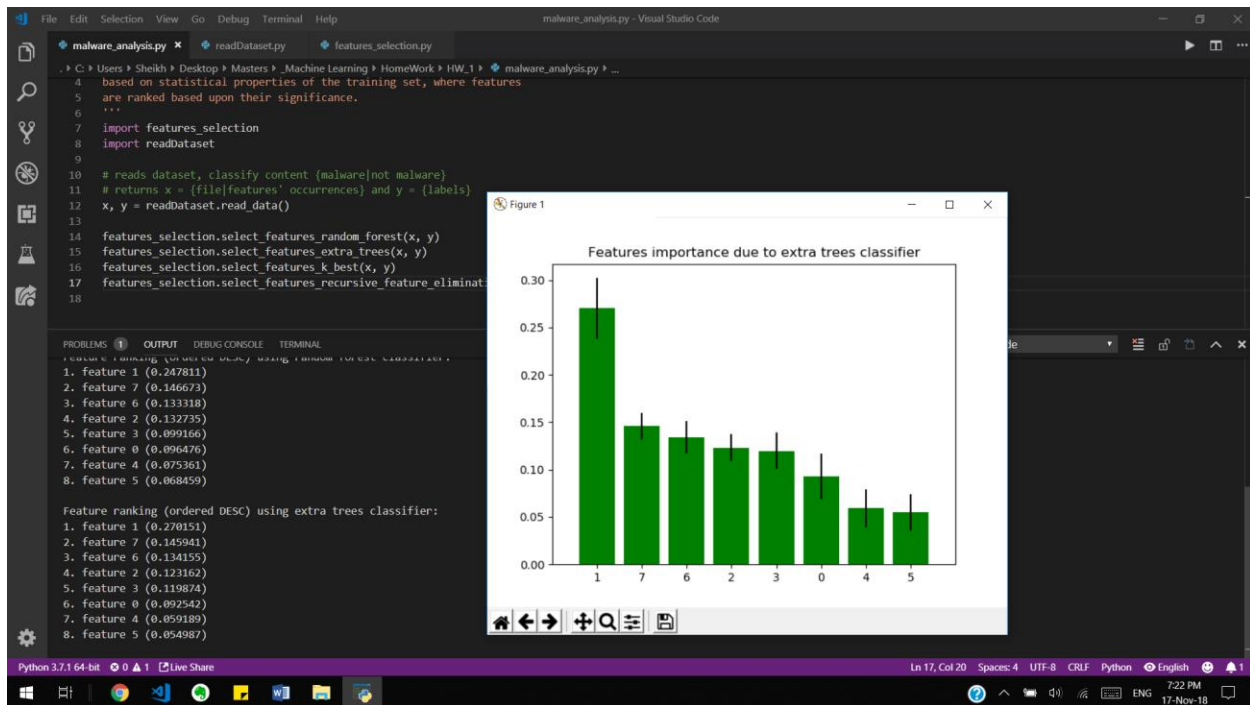 File Edit Selection View Go Debug Terminal Help
malware_analysis.py - Visual Studio Code
malware_analysis.py
readDataset.py
features_selection.py
C: Users Sheikh Desktop Masters _Machine Learning HomeWork HW_1 malware_analysis.py ...
4 based on statistical properties of the training set, where features
5 are ranked based upon their significance.
6 '''
7 import features_selection
8 import readDataset
9
10 # reads dataset, classify content {malware|not malware}
11 # returns x = {file|features' occurrences} and y = {labels}
12 x, y = readDataset.read_data()
13
14 features_selection.select_features_random_forest(x, y)
15 features_selection.select_features_extra_trees(x, y)
16 features_selection.select_features_k_best(x, y)
17 features_selection.select_features_recursive_feature_eliminat
18
PROBLEMS 1 OUTPUT DEBUG CONSOLE TERMINAL
Feature ranking (ordered DESC) using random forest classifier:
1. feature 1 (0.247811)
2. feature 7 (0.146673)
3. feature 6 (0.133318)
4. feature 2 (0.132735)
5. feature 3 (0.099166)
6. feature 0 (0.096476)
7. feature 4 (0.075361)
8. feature 5 (0.068459)
Feature ranking (ordered DESC) using extra trees classifier:
1. feature 1 (0.270151)
2. feature 7 (0.145941)
3. feature 6 (0.134155)
4. feature 2 (0.123162)
5. feature 3 (0.119874)
6. feature 0 (0.092542)
7. feature 4 (0.059189)
8. feature 5 (0.054987)
Figure 1
Features importance due to extra trees classifier
0.30
0.25
0.20
0.15
0.10
0.05
0.00
1 7 6 2 3 0 4 5
Python 3.7.1 64-bit 0 1 Live Share
Ln 17, Col 20 Spaces: 4 UTF-8 CRLF Python English 1
ENG
7:22 PM
17-Nov-18